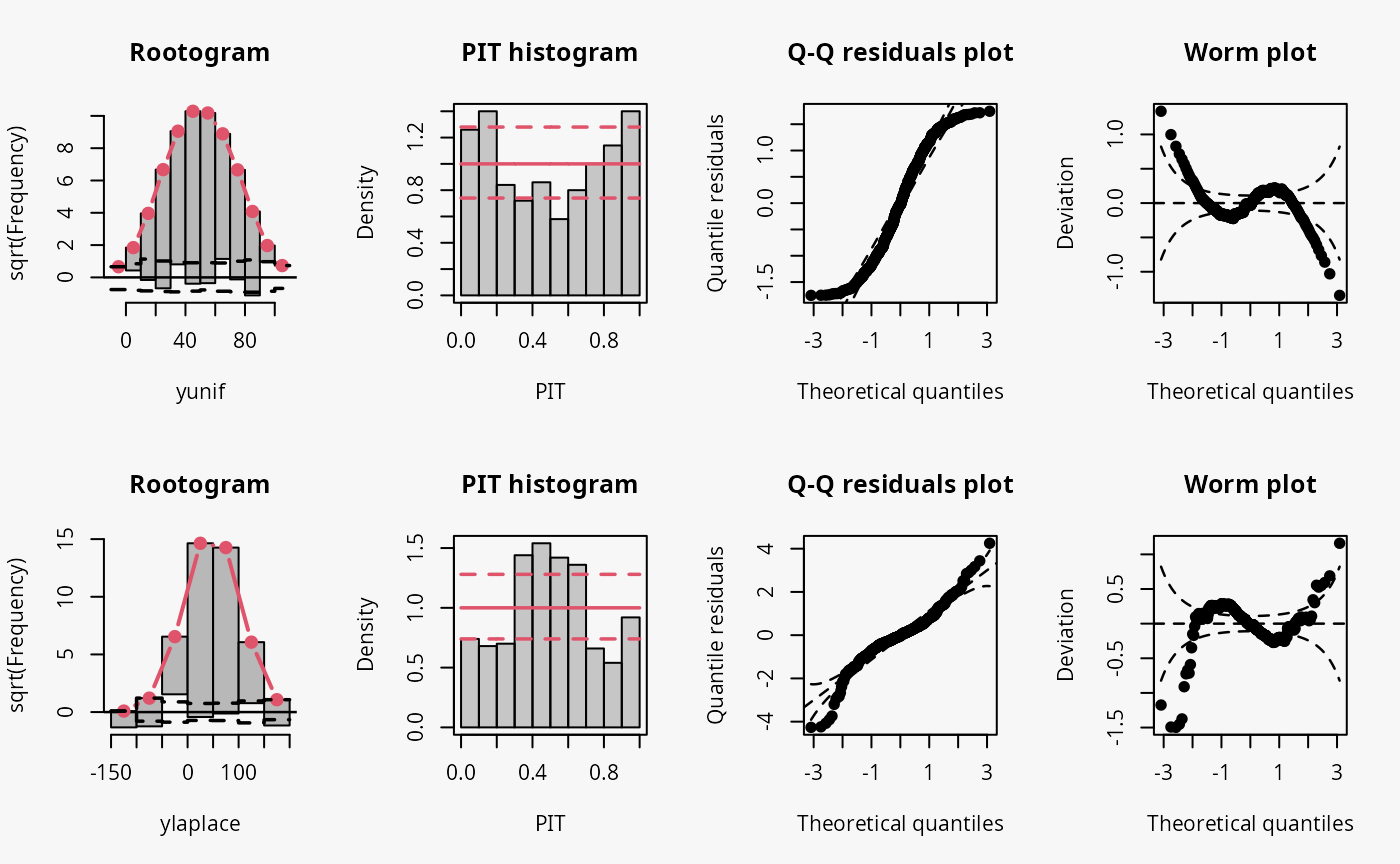 Rootogram
PIT histogram
Q-Q residuals plot
Worm plot
sqrt(Frequency)
0 2 4 6 8
0 40 80
yunif
Density
0.0 0.4 0.8 1.2
0.0 0.4 0.8
PIT
Quantile residuals
-1.5 0.0 1.0
-3 -1 1 3
Theoretical quantiles
Deviation
-1.0 0.0 1.0
-3 -1 1 3
Theoretical quantiles
Rootogram
PIT histogram
Q-Q residuals plot
Worm plot
sqrt(Frequency)
0 5 10 15
-150 0 100
ylaplace
Density
0.0 0.5 1.0 1.5
0.0 0.4 0.8
PIT
Quantile residuals
-4 -2 0 2 4
-3 -1 1 3
Theoretical quantiles
Deviation
-1.5 -0.5 0.5
-3 -1 1 3
Theoretical quantiles